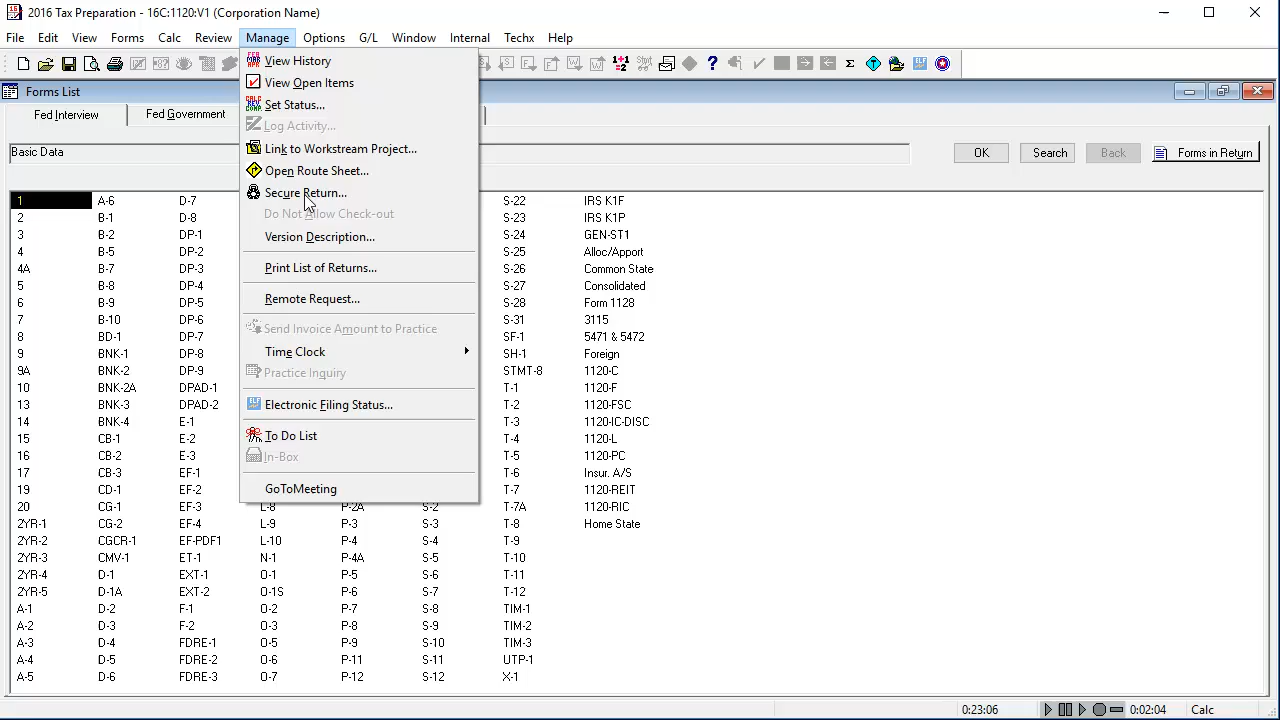 2016 Tax Preparation - 16C:1120:V1 (Corporation Name)
File Edit View Forms Calc Review Manage Options G/L Window Internal Techx Help
Forms List
Fed Interview Fed Government
Basic Data OK Search Back Forms in Return
View History
View Open Items
Set Status...
Log Activity...
Link to Workstream Project...
Open Route Sheet...
Secure Return...
Do Not Allow Check-out
Version Description...
Print List of Returns...
Remote Request...
Send Invoice Amount to Practice
Time Clock
Practice Inquiry
Electronic Filing Status...
To Do List
In-Box
GoToMeeting
1 A-6 D-7 S-22 IRS K1F
2 B-1 D-8 S-23 IRS K1P
3 B-2 DP-1 S-24 GEN-ST1
4 B-5 DP-2 S-25 Alloc/Apport
4A B-7 DP-3 S-26 Common State
5 B-8 DP-4 S-27 Consolidated
6 B-9 DP-5 S-28 Form 1128
7 B-10 DP-6 S-31 3115
8 BD-1 DP-7 SF-1 5471 & 5472
9 BNK-1 DP-8 SH-1 Foreign
9A BNK-2 DP-9 STMT-8 1120-C
10 BNK-2A DPAD-1 T-1 1120-F
13 BNK-3 DPAD-2 T-2 1120-FSC
14 BNK-4 E-1 T-3 1120-IC-DISC
15 CB-1 E-2 T-4 1120-L
16 CB-2 E-3 T-5 1120-PC
17 CB-3 EF-1 T-6 Insur. A/S
19 CD-1 EF-2 T-7 1120-REIT
20 CG-1 EF-3 L-8 P-2A S-2 T-7A 1120-RIC
2YR-1 CG-2 EF-4 L-9 P-3 S-3 T-8 Home State
2YR-2 CGCR-1 EF-PDF1 L-10 P-4 S-4 T-9
2YR-3 CMV-1 ET-1 N-1 P-4A S-5 T-10
2YR-4 D-1 EXT-1 O-1 P-5 S-6 T-11
2YR-5 D-1A EXT-2 O-1S P-6 S-7 T-12
A-1 D-2 F-1 O-2 P-7 S-8 TIM-1
A-2 D-3 F-2 O-3 P-8 S-9 TIM-2
A-3 D-4 FDRE-1 O-5 P-9 S-10 TIM-3
A-4 D-5 FDRE-2 O-6 P-11 S-11 UTP-1
A-5 D-6 FDRE-3 O-7 P-12 S-12 X-1
0:23:06 0:02:04 Calc